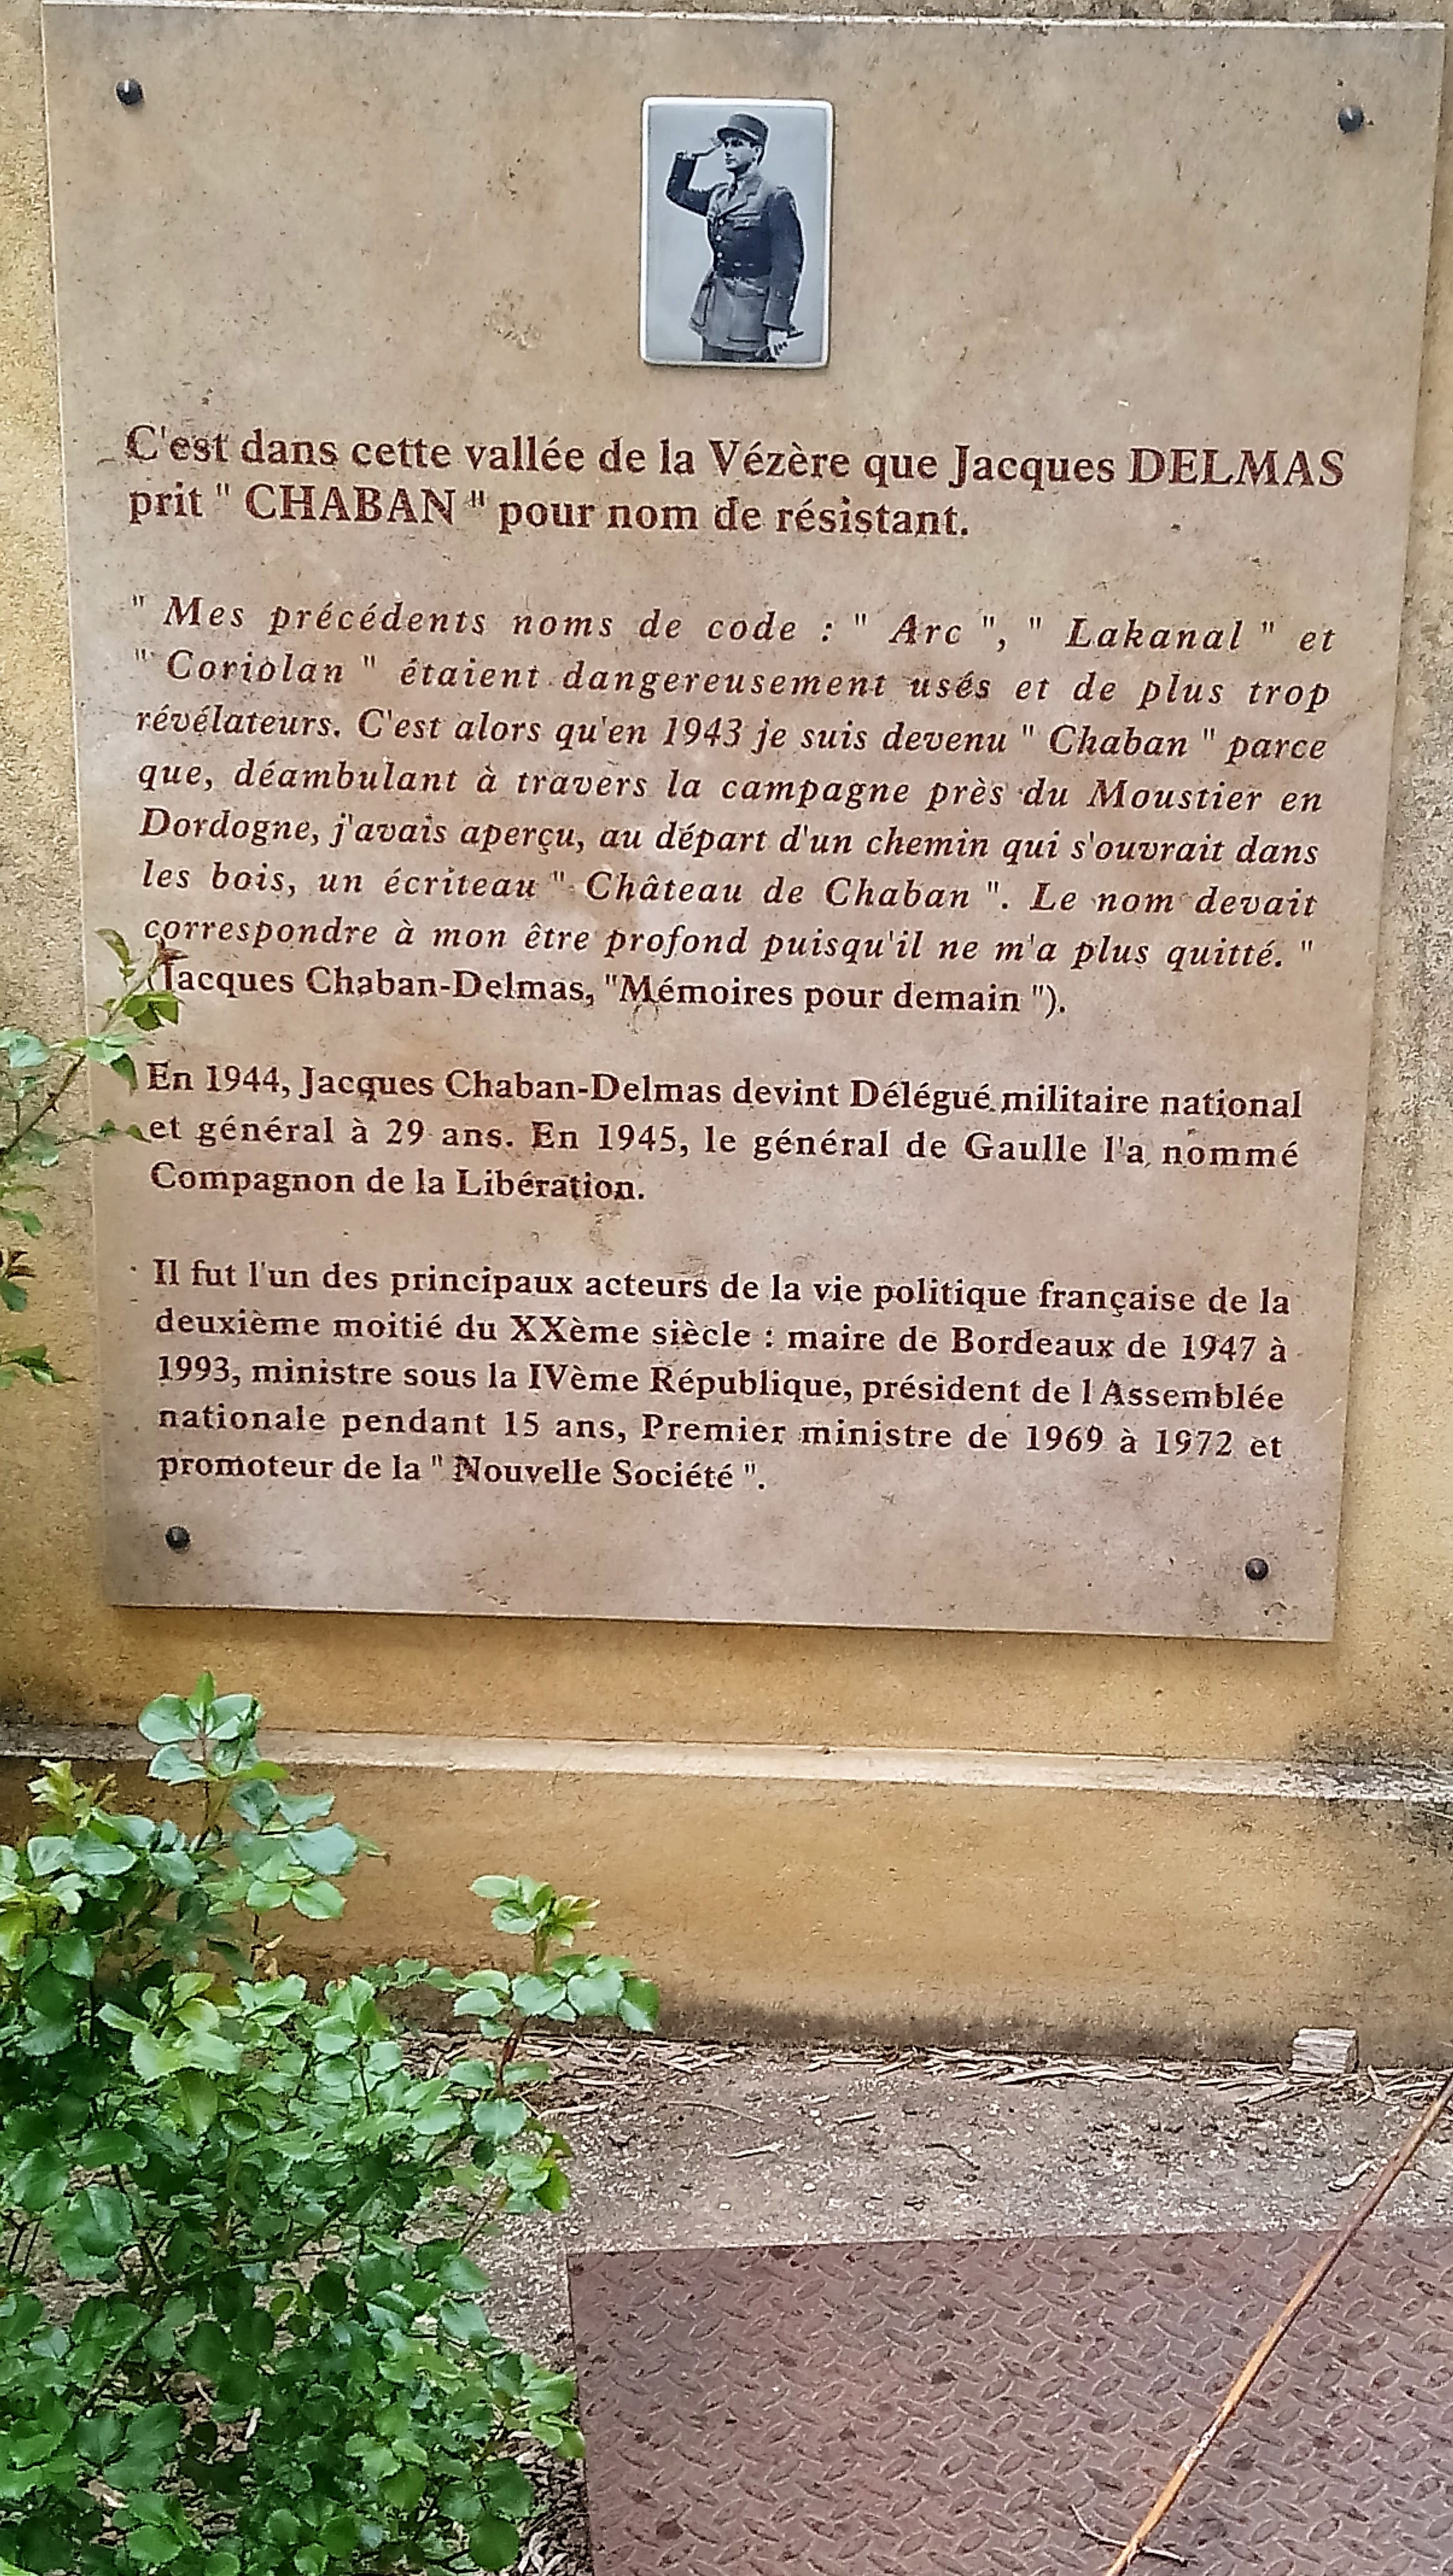 C'est dans cette vallée de la Vézère que Jacques DELMAS
prit " CHABAN " pour nom de résistant.
" Mes précédents noms de code : " Arc ", " Lakanal " et
" Coriolan " étaient dangereusement usés et de plus trop
révélateurs. C'est alors qu'en 1943 je suis devenu " Chaban " parce
que, déambulant à travers la campagne près du Moustier en
Dordogne, j'avais aperçu, au départ d'un chemin qui s'ouvrait dans
les bois, un écriteau " Château de Chaban ". Le nom devait
correspondre à mon être profond puisqu'il ne m'a plus quitté. "
(Jacques Chaban-Delmas, "Mémoires pour demain ").
En 1944, Jacques Chaban-Delmas devint Délégué militaire national
et général à 29 ans. En 1945, le général de Gaulle l'a nommé
Compagnon de la Libération.
Il fut l'un des principaux acteurs de la vie politique française de la
deuxième moitié du XXème siècle : maire de Bordeaux de 1947 à
1993, ministre sous la IVème République, président de l Assemblée
nationale pendant 15 ans, Premier ministre de 1969 à 1972 et
promoteur de la " Nouvelle Société ".